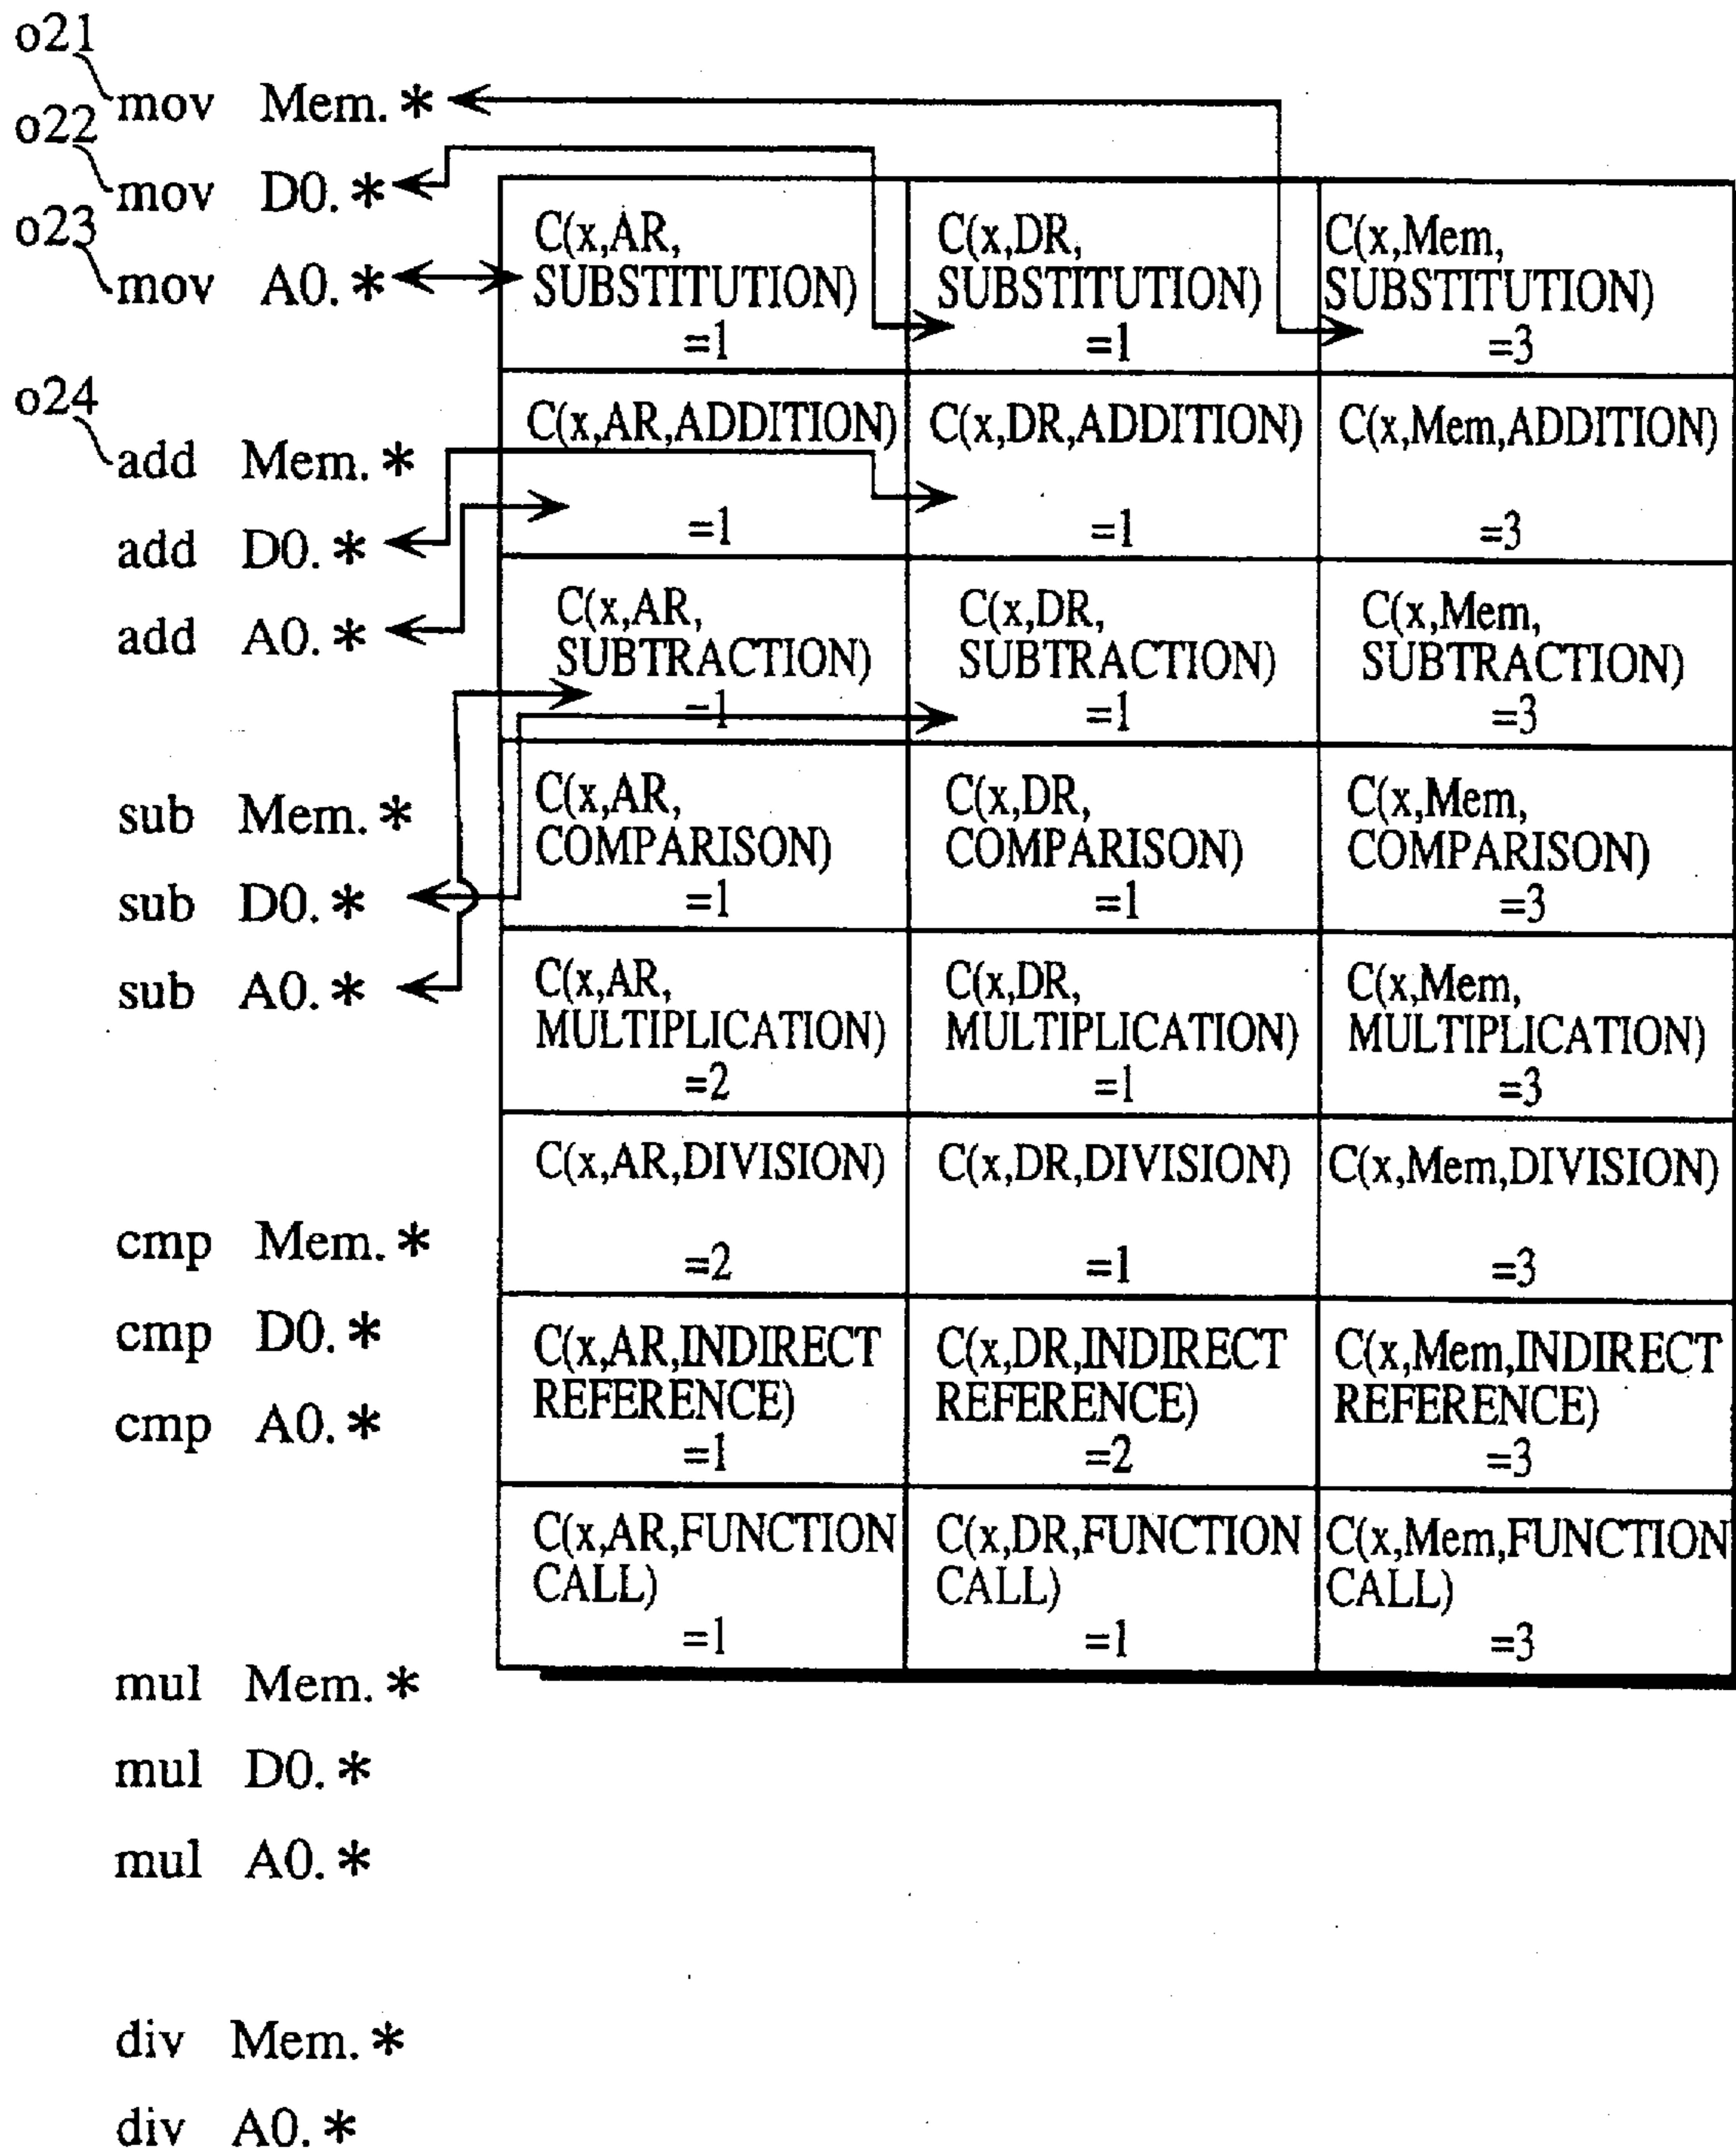 o21
mov Mem.*
o22
mov D0.*
o23
mov A0.*
o24
add Mem.*
add D0.*
add A0.*
sub Mem.*
sub D0.*
sub A0.*
cmp Mem.*
cmp D0.*
cmp A0.*
mul Mem.*
mul D0.*
mul A0.*
div Mem.*
div A0.*
C(x,AR,
SUBSTITUTION)
=1
C(x,DR,
SUBSTITUTION)
=1
C(x,Mem,
SUBSTITUTION)
=3
C(x,AR,ADDITION)
=1
C(x,DR,ADDITION)
=1
C(x,Mem,ADDITION)
=3
C(x,AR,
SUBTRACTION)
=1
C(x,DR,
SUBTRACTION)
=1
C(x,Mem,
SUBTRACTION)
=3
C(x,AR,
COMPARISON)
=1
C(x,DR,
COMPARISON)
=1
C(x,Mem,
COMPARISON)
=3
C(x,AR,
MULTIPLICATION)
=2
C(x,DR,
MULTIPLICATION)
=1
C(x,Mem,
MULTIPLICATION)
=3
C(x,AR,DIVISION)
=2
C(x,DR,DIVISION)
=1
C(x,Mem,DIVISION)
=3
C(x,AR,INDIRECT
REFERENCE)
=1
C(x,DR,INDIRECT
REFERENCE)
=2
C(x,Mem,INDIRECT
REFERENCE)
=3
C(x,AR,FUNCTION
CALL)
=1
C(x,DR,FUNCTION
CALL)
=1
C(x,Mem,FUNCTION
CALL)
=3